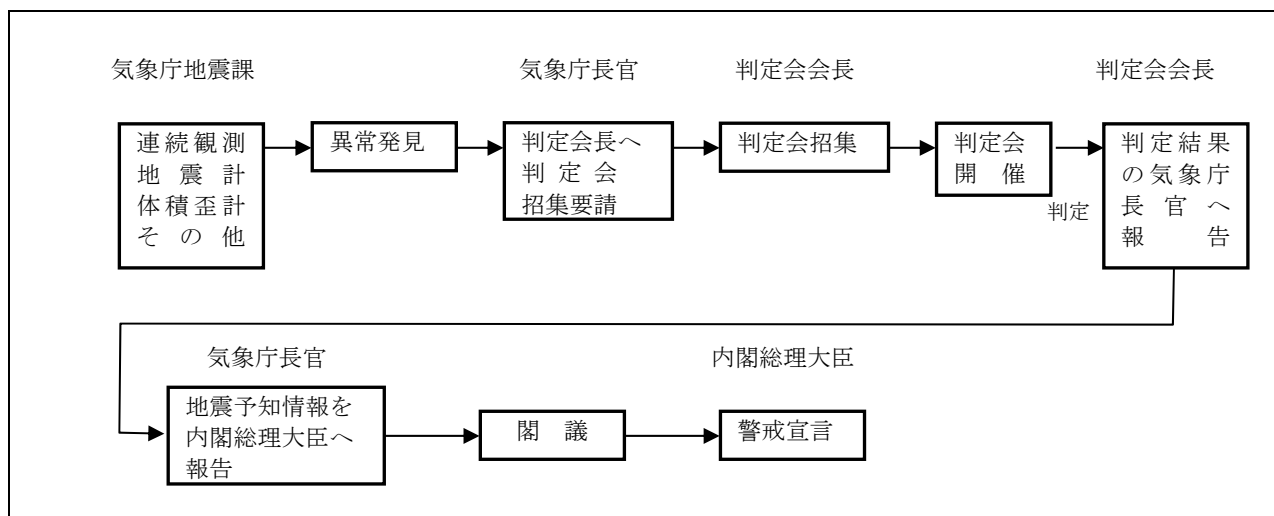 気象庁地震課
気象庁長官
判定会会長
判定会会長
連続観測
地震計
体積歪計
その他
異常発見
判定会長へ
判定会
招集要請
判定会招集
判定会
開催
判定
判定結果
の気象庁
長官へ
報告
気象庁長官
内閣総理大臣
地震予知情報を
内閣総理大臣へ
報告
閣議
警戒宣言